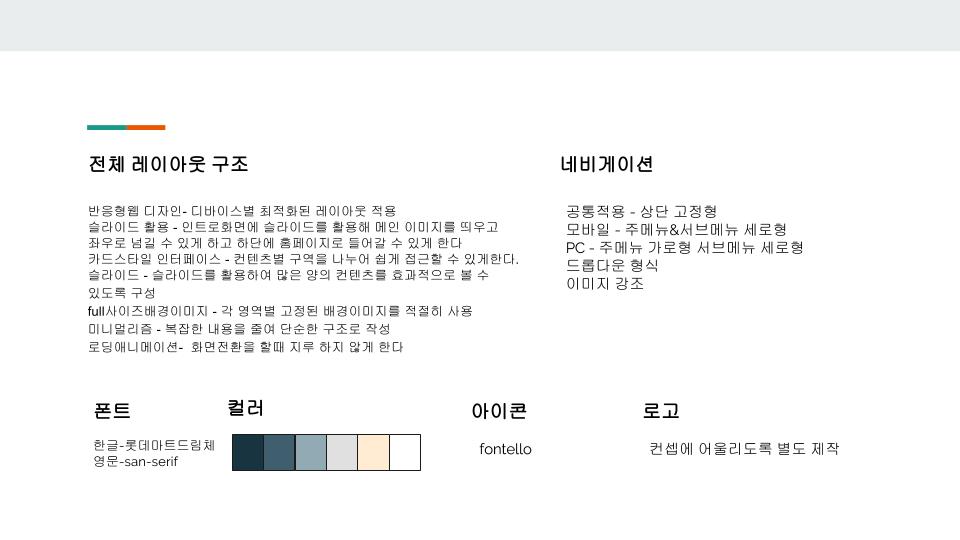 전체 레이아웃 구조
반응형웹 디자인- 디바이스별 최적화된 레이아웃 적용
슬라이드 활용 - 인트로화면에 슬라이드를 활용해 메인 이미지를 띄우고
좌우로 넘길 수 있게 하고 하단에 홈페이지로 들어갈 수 있게 한다
카드스타일 인터페이스 - 컨텐츠별 구역을 나누어 쉽게 접근할 수 있게한다.
슬라이드 - 슬라이드를 활용하여 많은 양의 컨텐츠를 효과적으로 볼 수
있도록 구성
full사이즈배경이미지 - 각 영역별 고정된 배경이미지를 적절히 사용
미니멀리즘 - 복잡한 내용을 줄여 단순한 구조로 작성
로딩애니메이션-  화면전환을 할때 지루 하지 않게 한다
네비게이션
공통적용 - 상단 고정형
모바일 - 주메뉴&서브메뉴 세로형
PC - 주메뉴 가로형 서브메뉴 세로형
드롭다운 형식
이미지 강조
폰트
한글-롯데마트드림체
영문-san-serif
컬러
아이콘
fontello
로고
컨셉에 어울리도록 별도 제작